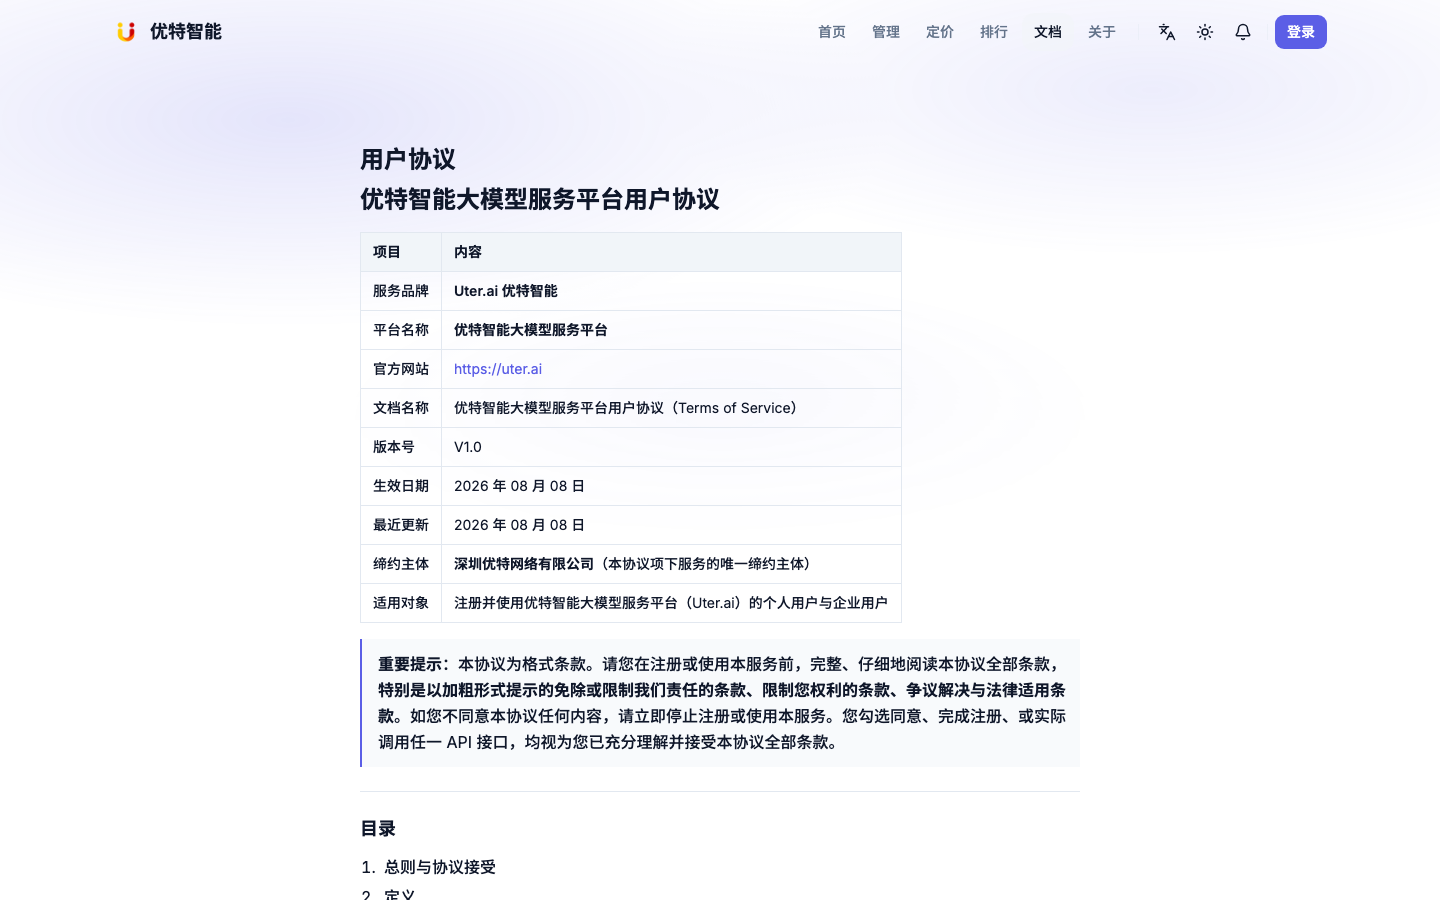 优特智能
首页 管理 定价 排行 文档 关于 登录
用户协议
优特智能大模型服务平台用户协议
项目 内容
服务品牌 Uter.ai 优特智能
平台名称 优特智能大模型服务平台
官方网站 https://uter.ai
文档名称 优特智能大模型服务平台用户协议（Terms of Service）
版本号 V1.0
生效日期 2026 年 08 月 08 日
最近更新 2026 年 08 月 08 日
缔约主体 深圳优特网络有限公司（本协议项下服务的唯一缔约主体）
适用对象 注册并使用优特智能大模型服务平台（Uter.ai）的个人用户与企业用户
重要提示：本协议为格式条款。请您在注册或使用本服务前，完整、仔细地阅读本协议全部条款，
特别是以加粗形式提示的免除或限制我们责任的条款、限制您权利的条款、争议解决与法律适用条
款。如您不同意本协议任何内容，请立即停止注册或使用本服务。您勾选同意、完成注册、或实际
调用任一 API 接口，均视为您已充分理解并接受本协议全部条款。
目录
1. 总则与协议接受
2. 定义